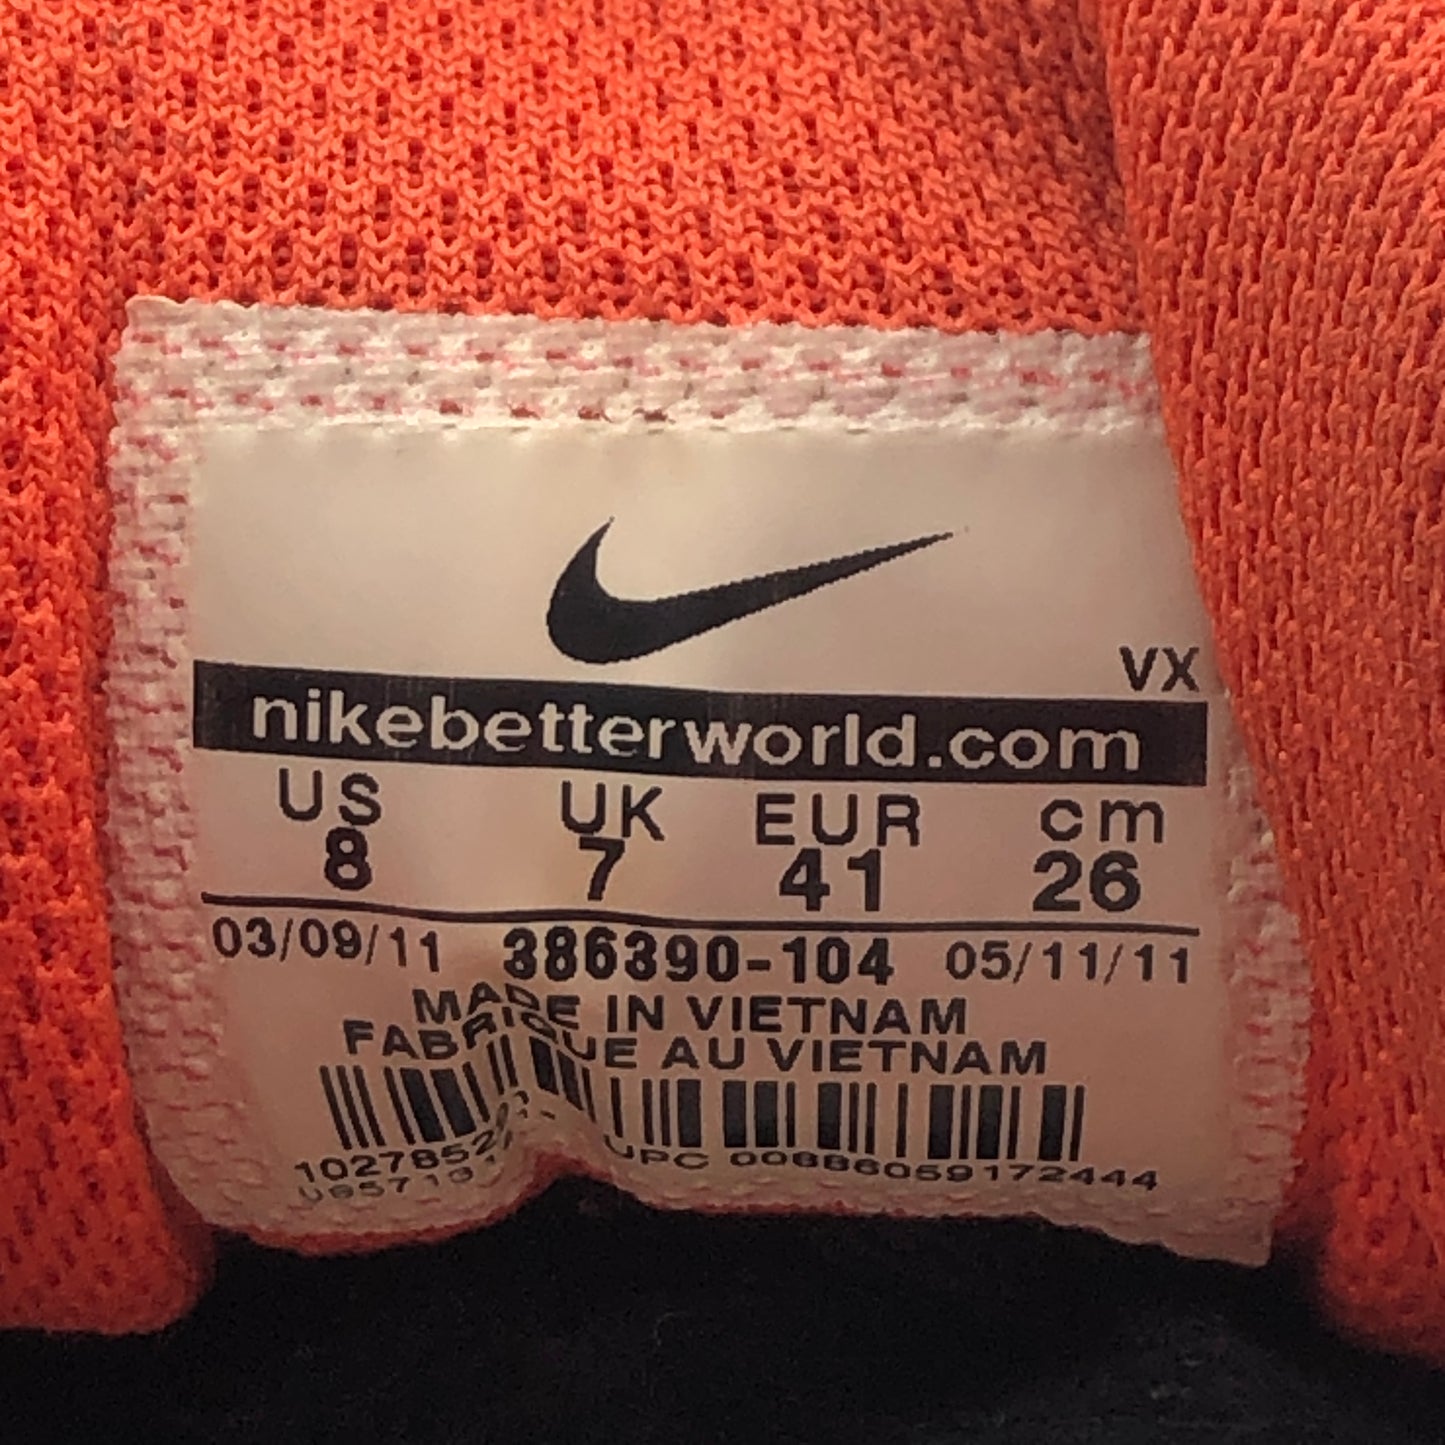 VX
nikebetterworld.com
US UK EUR cm
8 7 41 26
03/09/11 386390-104 05/11/11
MADE IN VIETNAM
FABRIQUE AU VIETNAM
UPC 00886059172444